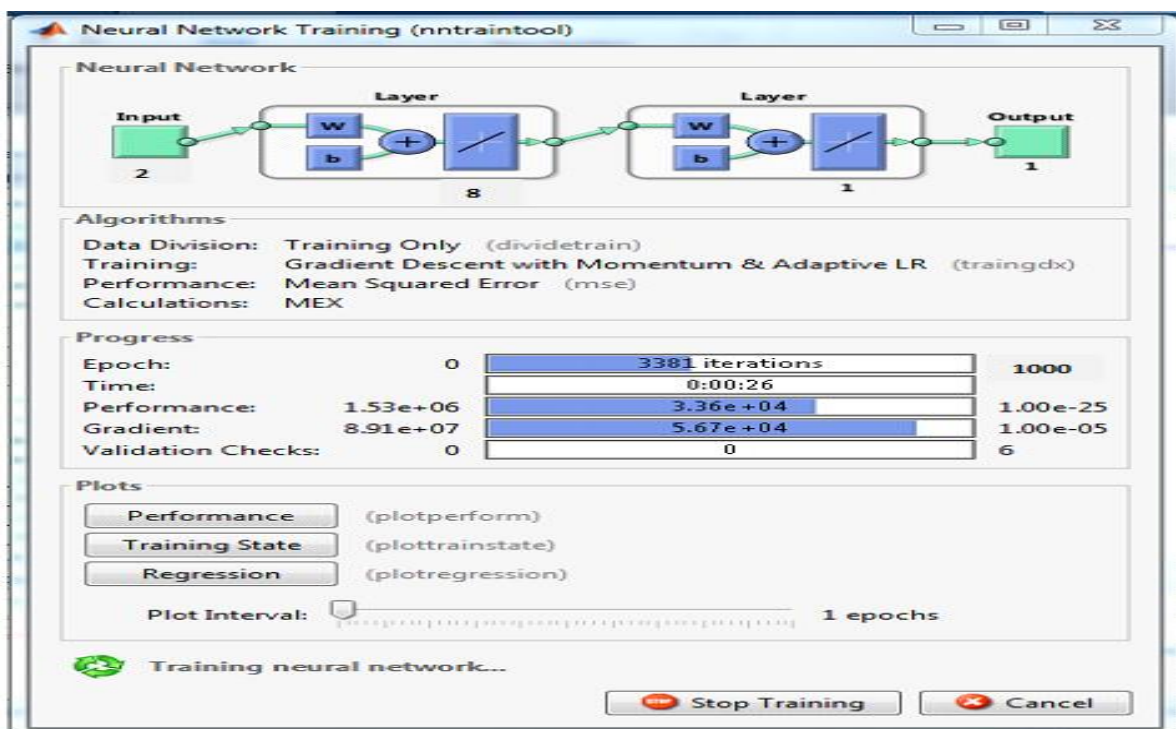 Neural Network Training (nntraintool)
Neural Network
Layer
Layer
Input
Output
w
b
+
w
b
+
2
8
1
1
Algorithms
Data Division: Training Only (dividetrain)
Training: Gradient Descent with Momentum & Adaptive LR (traingdx)
Performance: Mean Squared Error (mse)
Calculations: MEX
Progress
Epoch: 0 3381 iterations 1000
Time: 0:00:26
Performance: 1.53e+06 3.36e+04 1.00e-25
Gradient: 8.91e+07 5.67e+04 1.00e-05
Validation Checks: 0 0 6
Plots
Performance (plotperform)
Training State (plottrainstate)
Regression (plotregression)
Plot Interval: 1 epochs
Training neural network...
STOP Stop Training Cancel